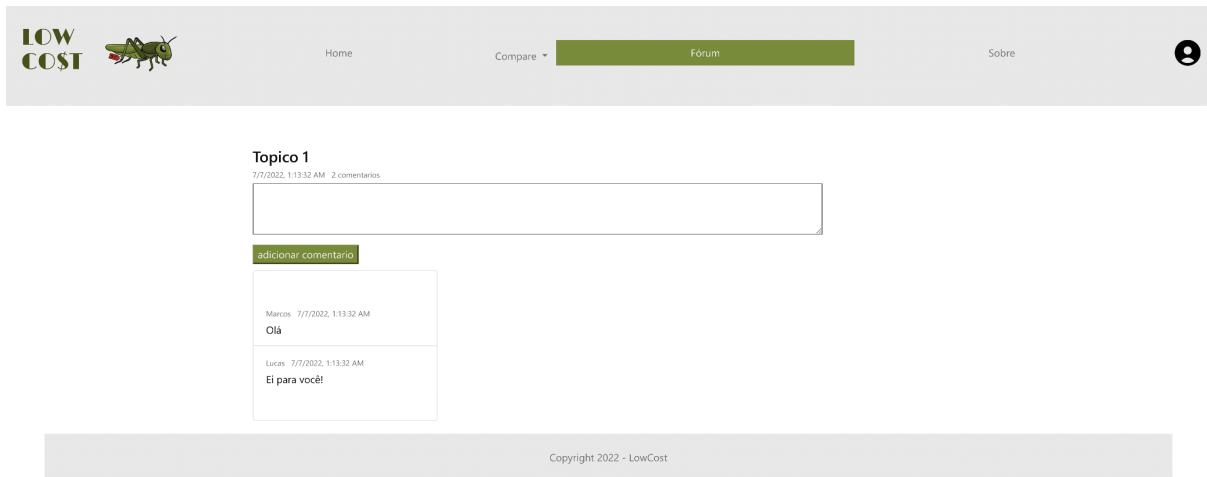 LOW
CO$T
Home
Compare
Fórum
Sobre
Topico 1
7/7/2022, 1:13:32 AM 2 comentarios
adicionar comentario
Marcos 7/7/2022, 1:13:32 AM
Olá
Lucas 7/7/2022, 1:13:32 AM
Ei para você!
Copyright 2022 - LowCost